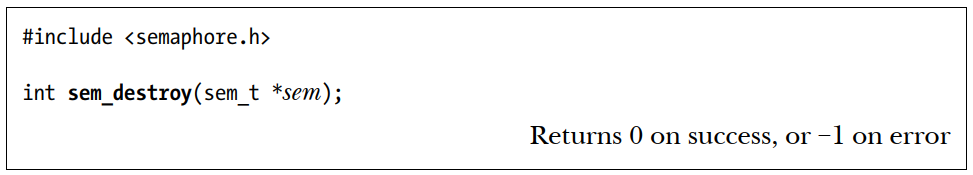 #include <semaphore.h>
int sem_destroy(sem_t *sem);
Returns 0 on success, or −1 on error